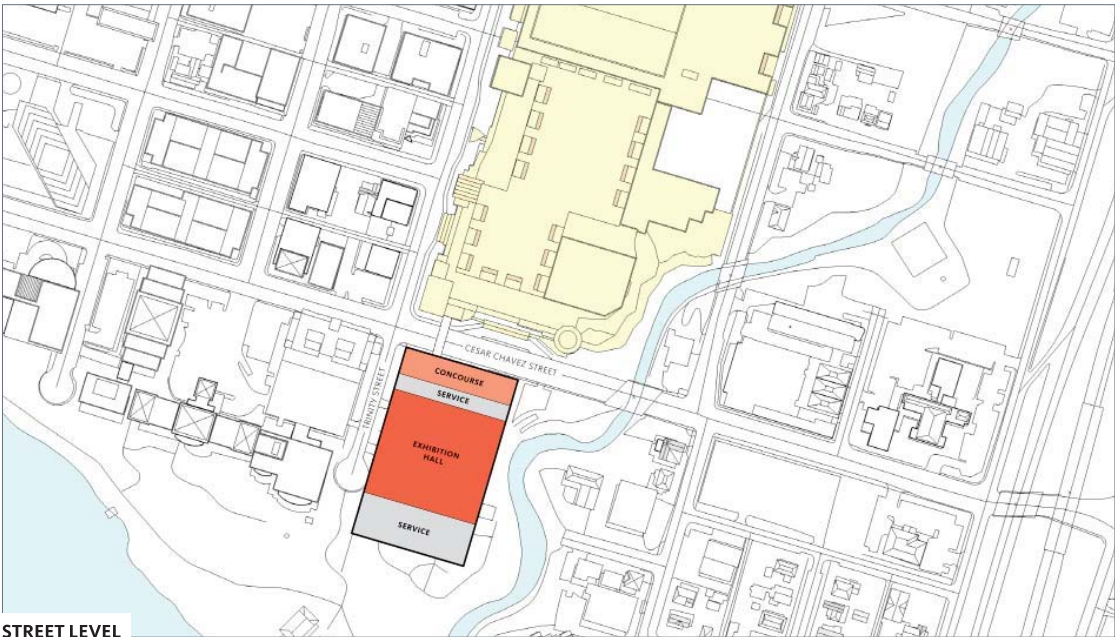 CESAR CHAVEZ STREET
TRINITY STREET
CONCOURSE
SERVICE
EXHIBITION
HALL
SERVICE
STREET LEVEL